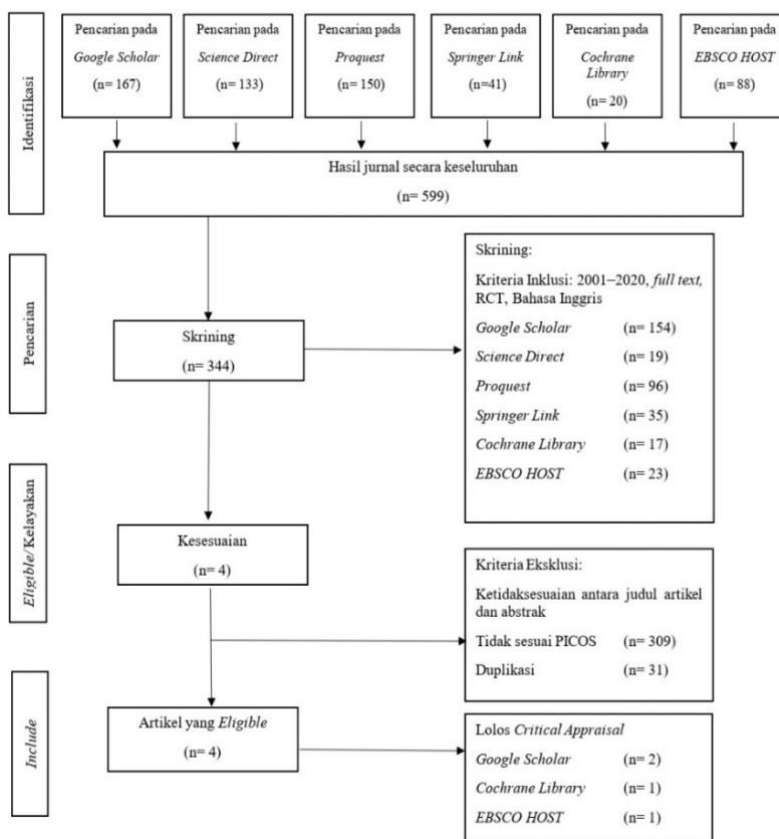 Identifikasi
Pencarian pada
Google Scholar
(n= 167)
Pencarian pada
Science Direct
(n= 133)
Pencarian pada
Proquest
(n= 150)
Pencarian pada
Springer Link
(n=41)
Pencarian pada
Cochrane
Library
(n= 20)
Pencarian pada
EBSCO HOST
(n= 88)
Hasil jurnal secara keseluruhan
(n= 599)
Pencarian
Skrining
(n= 344)
Skrining:
Kriteria Inklusi: 2001–2020, full text,
RCT, Bahasa Inggris
Google Scholar (n= 154)
Science Direct (n= 19)
Proquest (n= 96)
Springer Link (n= 35)
Cochrane Library (n= 17)
EBSCO HOST (n= 23)
Eligible/Kelayakan
Kesesuaian
(n= 4)
Kriteria Eksklusi:
Ketidaksesuaian antara judul artikel
dan abstrak
Tidak sesuai PICOS (n= 309)
Duplikasi (n= 31)
Include
Artikel yang Eligible
(n= 4)
Lolos Critical Appraisal
Google Scholar (n= 2)
Cochrane Library (n= 1)
EBSCO HOST (n= 1)